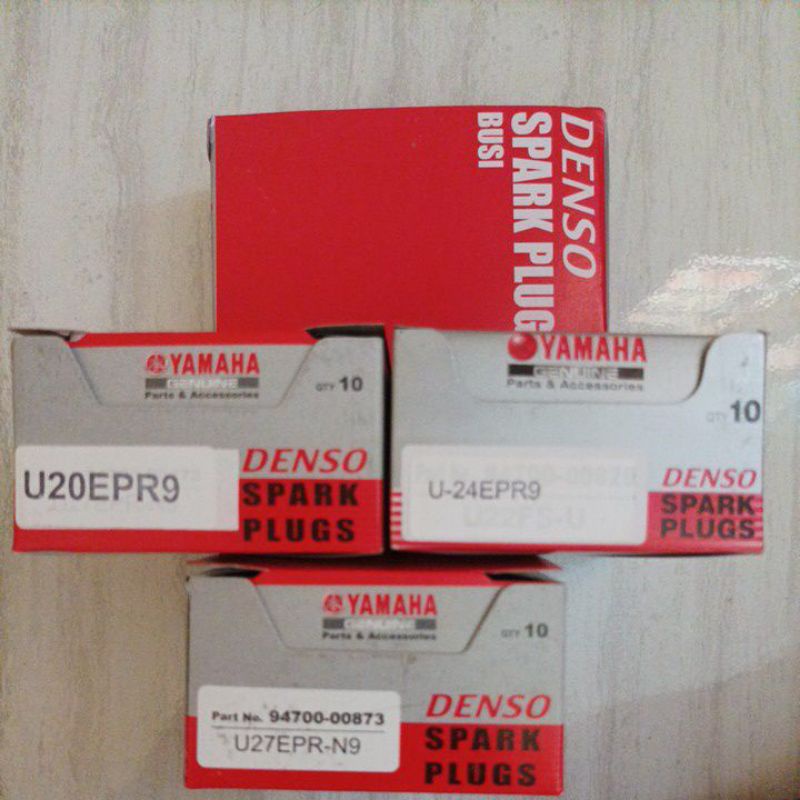 DENSO
SPARK PLUG
BUSI
YAMAHA
GENUINE
Parts & Accessories
QTY 10
U20EPR9
DENSO
SPARK
PLUGS
YAMAHA
GENUINE
Parts & Accessories
QTY 10
U-24EPR9
DENSO
SPARK
PLUGS
YAMAHA
GENUINE
Parts & Accessories
QTY 10
Part No. 94700-00873
U27EPR-N9
DENSO
SPARK
PLUGS